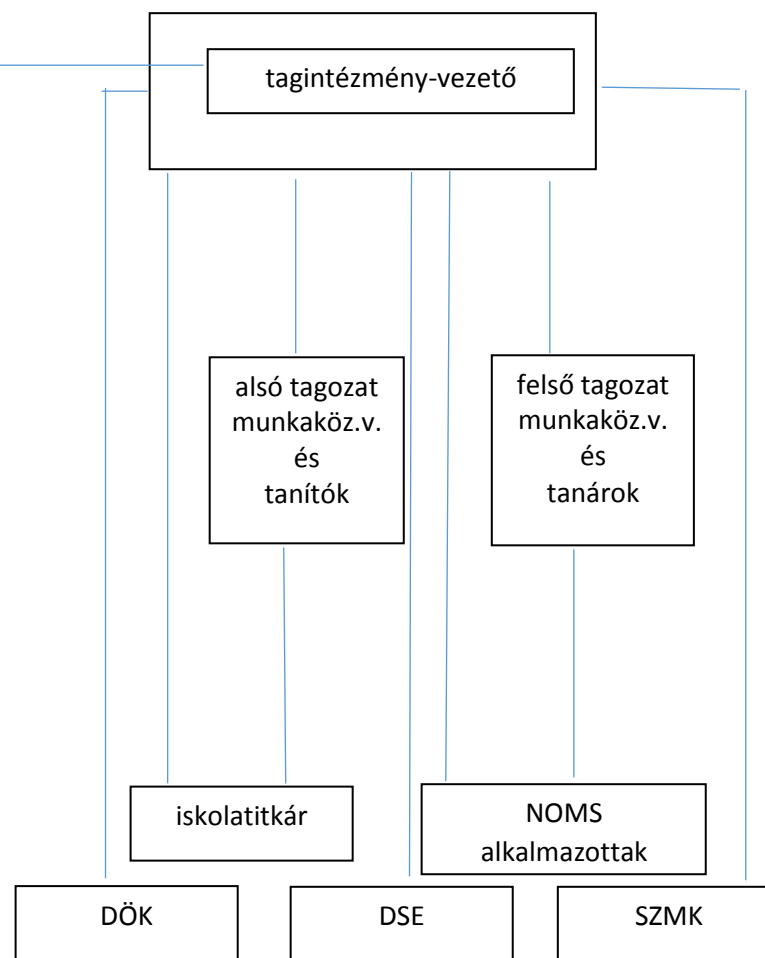 tagintézmény-vezető
alsó tagozat
munkaköz.v.
és
tanítók
felső tagozat
munkaköz.v.
és
tanárok
iskolatitkár
NOMS
alkalmazottak
DÖK
DSE
SZMK